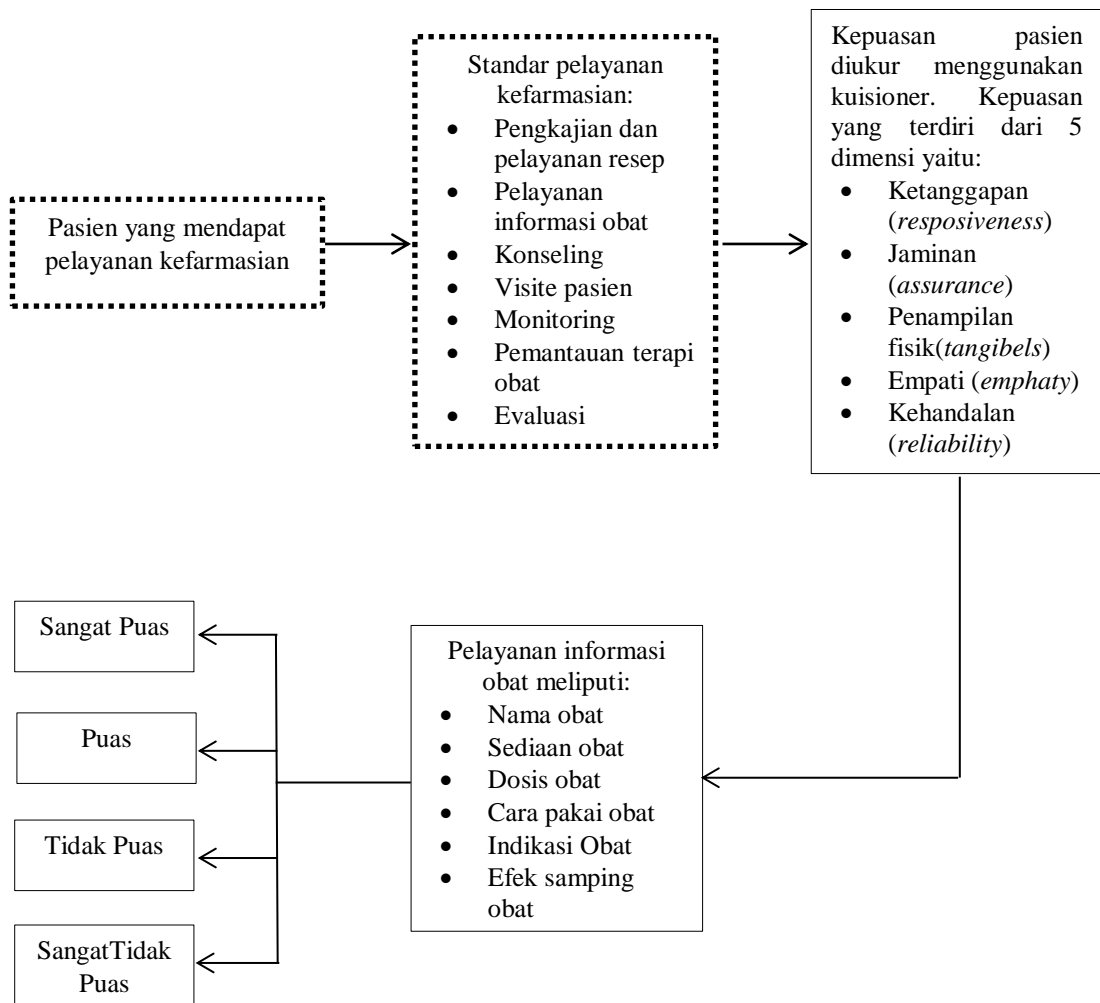 Pasien yang mendapat
pelayanan kefarmasian
Standar pelayanan
kefarmasian:
• Pengkajian dan
pelayanan resep
• Pelayanan
informasi obat
• Konseling
• Visite pasien
• Monitoring
• Pemantauan terapi
obat
• Evaluasi
Kepuasan pasien
diukur menggunakan
kuisioner. Kepuasan
yang terdiri dari 5
dimensi yaitu:
• Ketanggapan
(resposiveness)
• Jaminan
(assurance)
• Penampilan
fisik(tangibels)
• Empati (emphaty)
• Kehandalan
(reliability)
Pelayanan informasi
obat meliputi:
• Nama obat
• Sediaan obat
• Dosis obat
• Cara pakai obat
• Indikasi Obat
• Efek samping
obat
Sangat Puas
Puas
Tidak Puas
SangatTidak
Puas